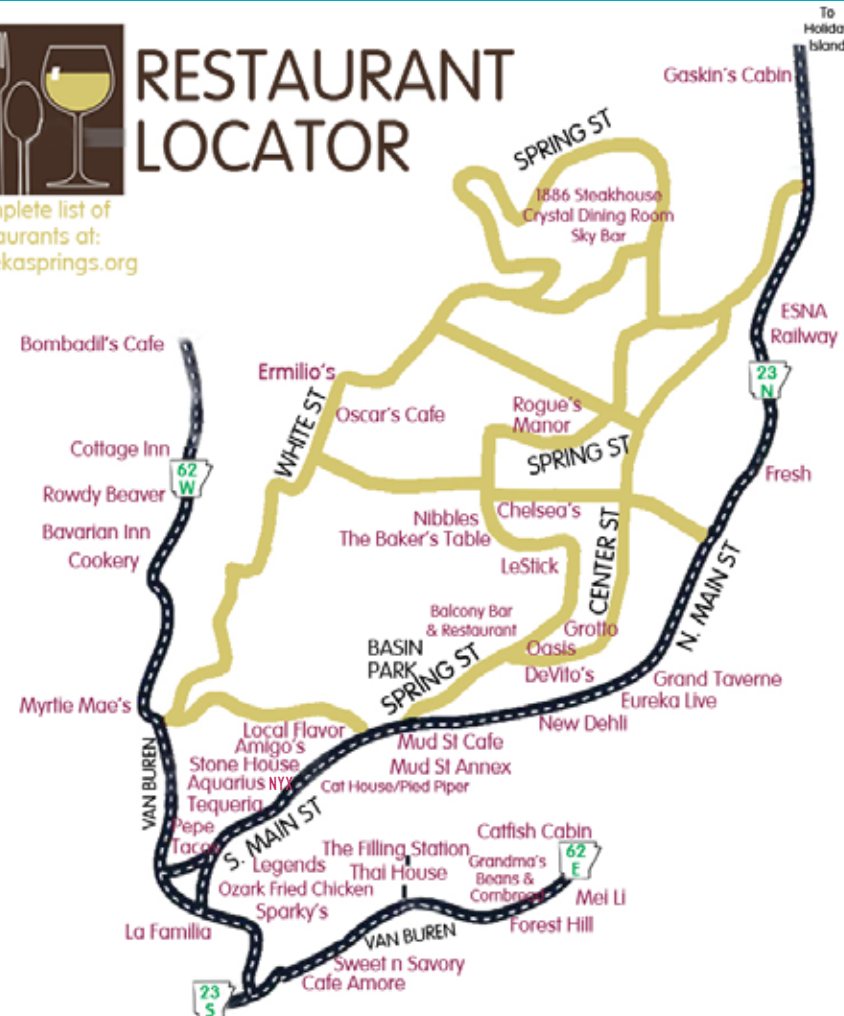 To
Holida
Island
RESTAURANT
LOCATOR
Gaskin's Cabin
SPRING ST
mplete list of
aurants at:
ekasprings.org
1886 Steakhouse
Crystal Dining Room
Sky Bar
ESNA
Railway
Bombadil's Cafe
Ermilio's
23
N
Oscar's Cafe
Rogue's
Manor
WHITE ST
SPRING ST
Cottage Inn
62
W
Fresh
Rowdy Beaver
Chelsea's
Nibbles
The Baker's Table
Bavarian Inn
Cookery
LeStick
CENTER ST
N. MAIN ST
Balcony Bar
& Restaurant
Grotto
BASIN
PARK
SPRING ST
Oasis
DeVito's
Grand Taverne
Eureka Live
Myrtie Mae's
New Dehli
Local Flavor
Amigo's
Mud St Cafe
VAN BUREN
Stone House
Mud St Annex
Aquarius NYX
Cat House/Pied Piper
Tequeria
Pepe
Tacos
S. MAIN ST
Catfish Cabin
The Filling Station
62
E
Legends
Thai House
Grandma's
Beans &
Cornbread
Ozark Fried Chicken
Mei Li
Sparky's
Forest Hill
La Familia
VAN BUREN
Sweet n Savory
Cafe Amore
23
S